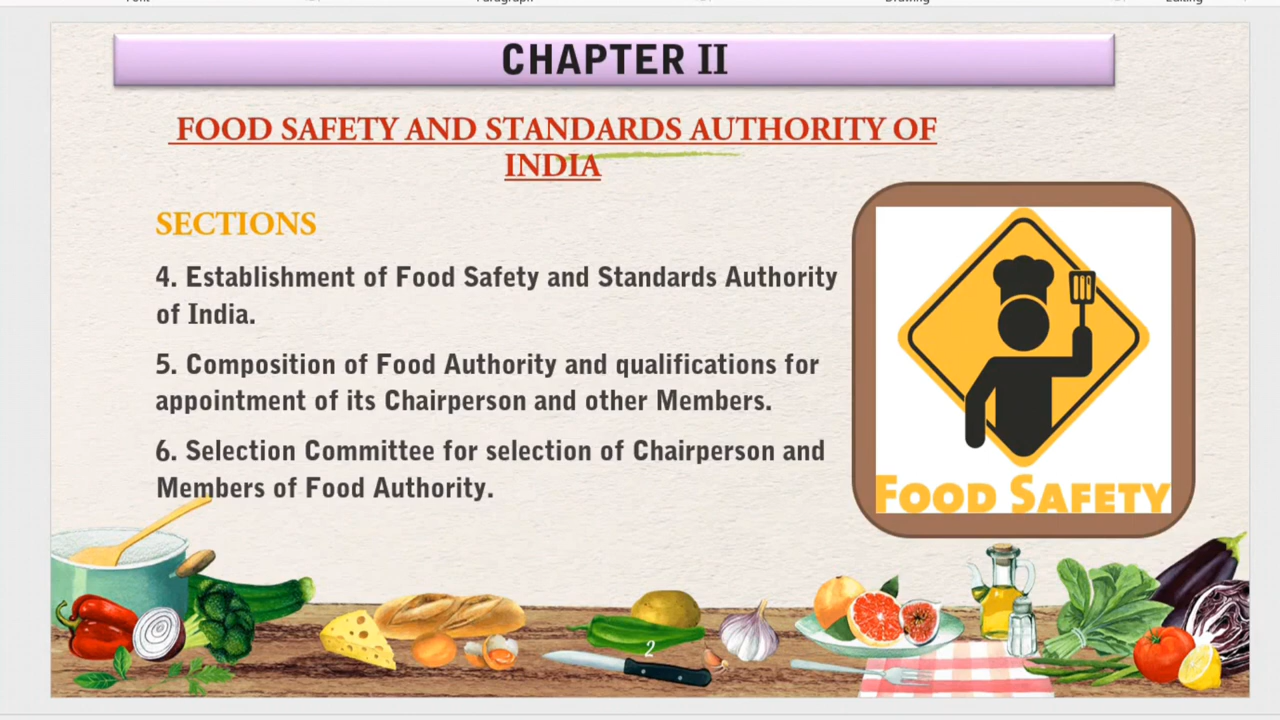 CHAPTER II
FOOD SAFETY AND STANDARDS AUTHORITY OF
INDIA
SECTIONS
4. Establishment of Food Safety and Standards Authority
of India.
5. Composition of Food Authority and qualifications for
appointment of its Chairperson and other Members.
6. Selection Committee for selection of Chairperson and
Members of Food Authority.
FOOD SAFETY
2